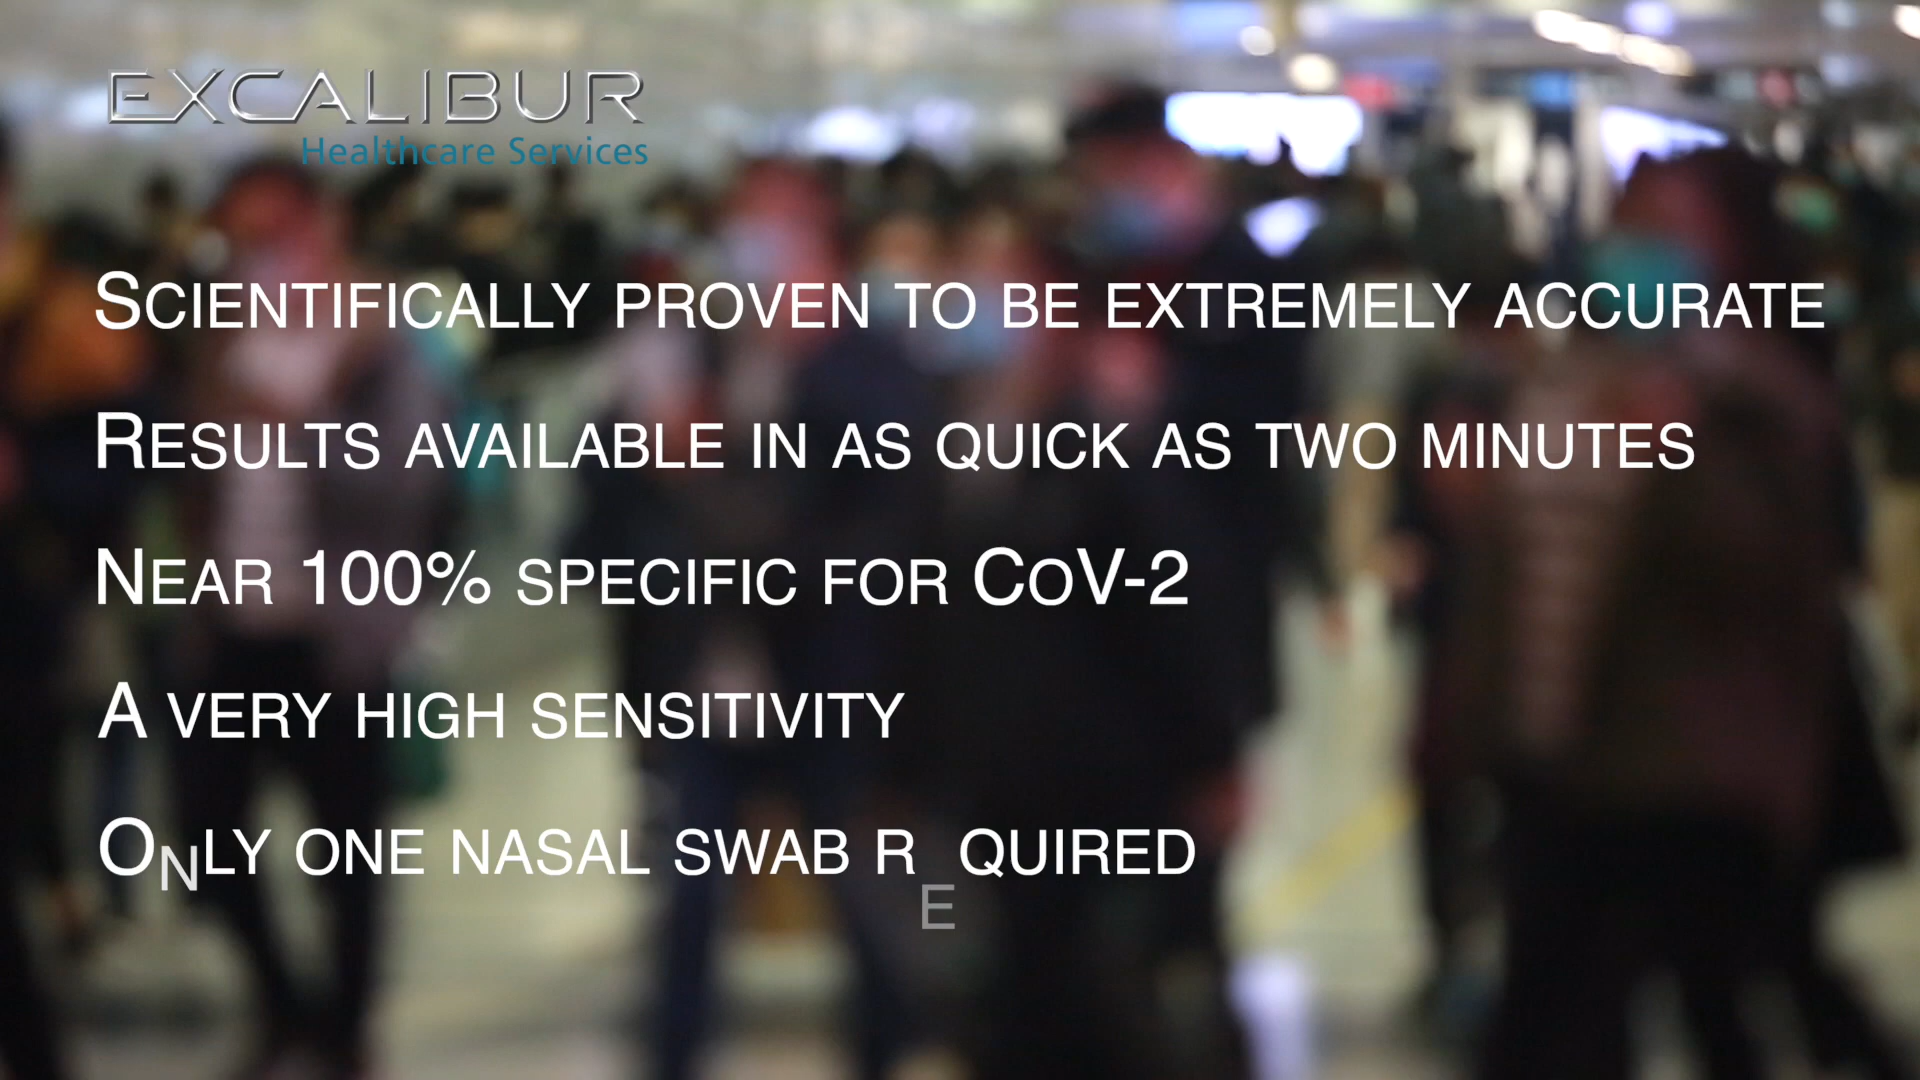 EXCALIBUR
Healthcare Services
SCIENTIFICALLY PROVEN TO BE EXTREMELY ACCURATE
RESULTS AVAILABLE IN AS QUICK AS TWO MINUTES
NEAR 100% SPECIFIC FOR COV-2
A VERY HIGH SENSITIVITY
ONLY ONE NASAL SWAB REQUIRED